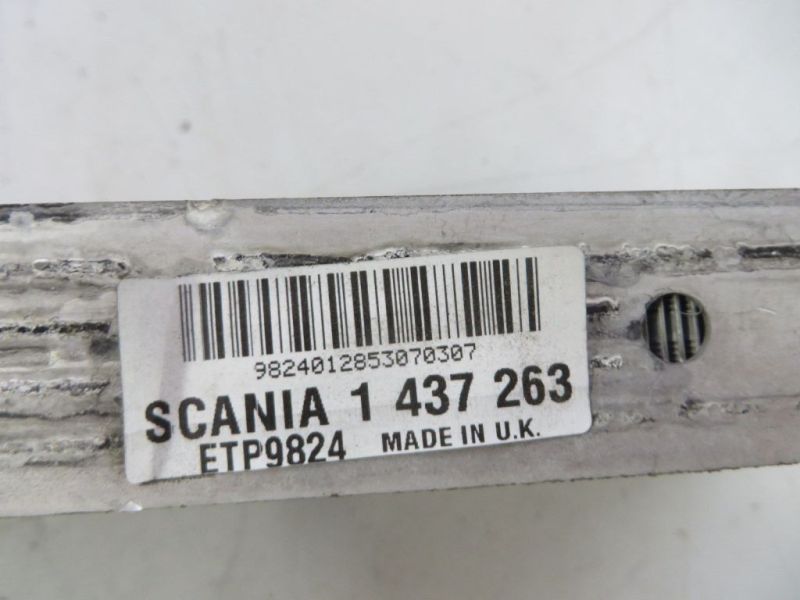 9824012853070307
SCANIA 1 437 263
ETP9824 MADE IN U.K.